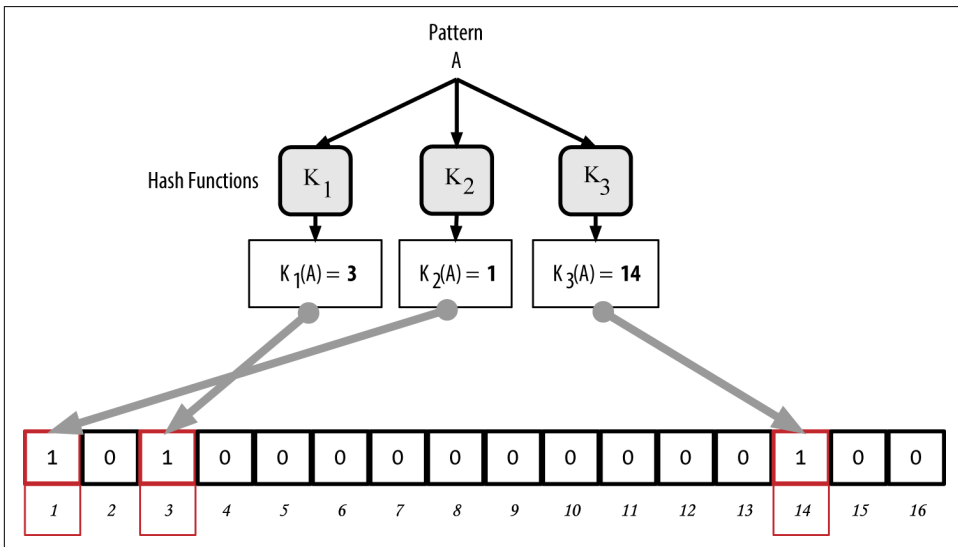 Pattern
A
Hash Functions
K1
K2
K3
K1(A) = 3
K2(A) = 1
K3(A) = 14
1 0 1 0 0 0 0 0 0 0 0 0 0 1 0 0
1 2 3 4 5 6 7 8 9 10 11 12 13 14 15 16